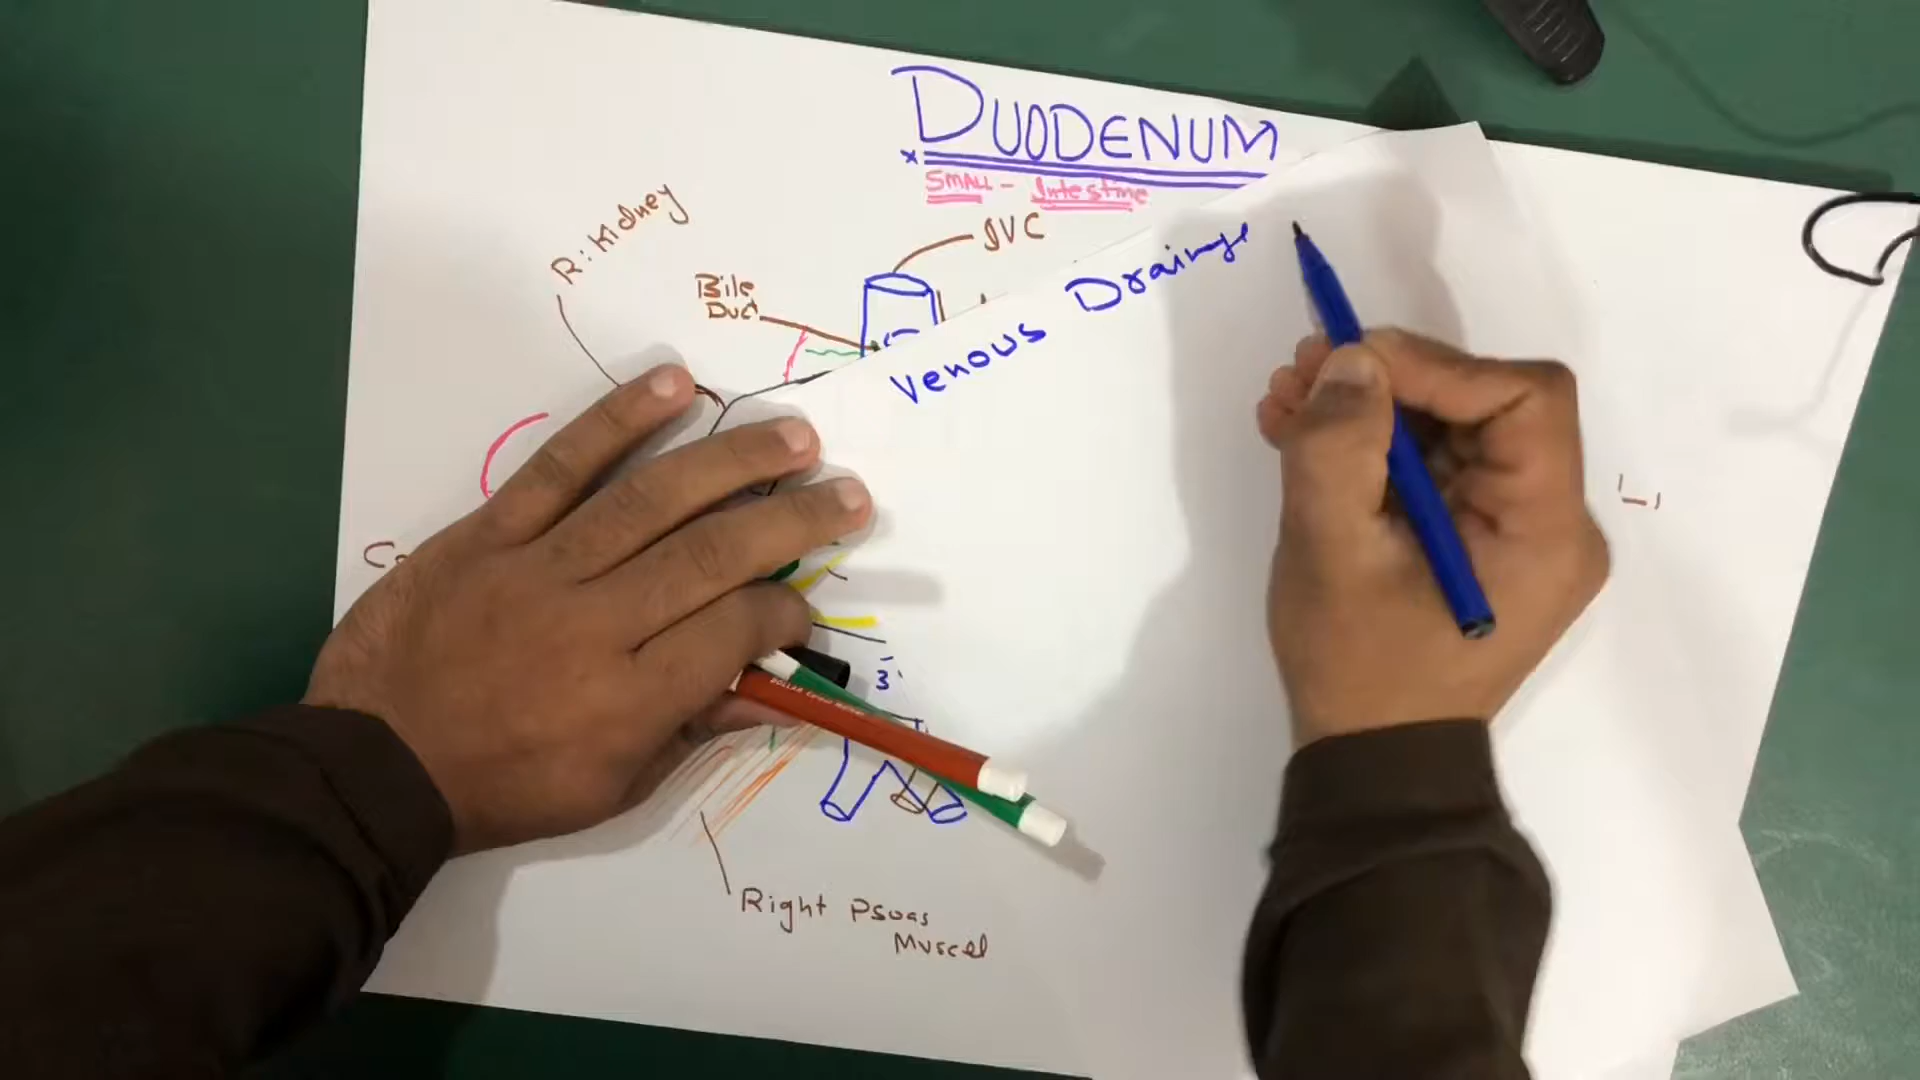 DUODENUM
SMALL - Intestine
R: Kidney
IVC
Bile
Duct
Venous Drainage
3
Right Psoas
Muscel